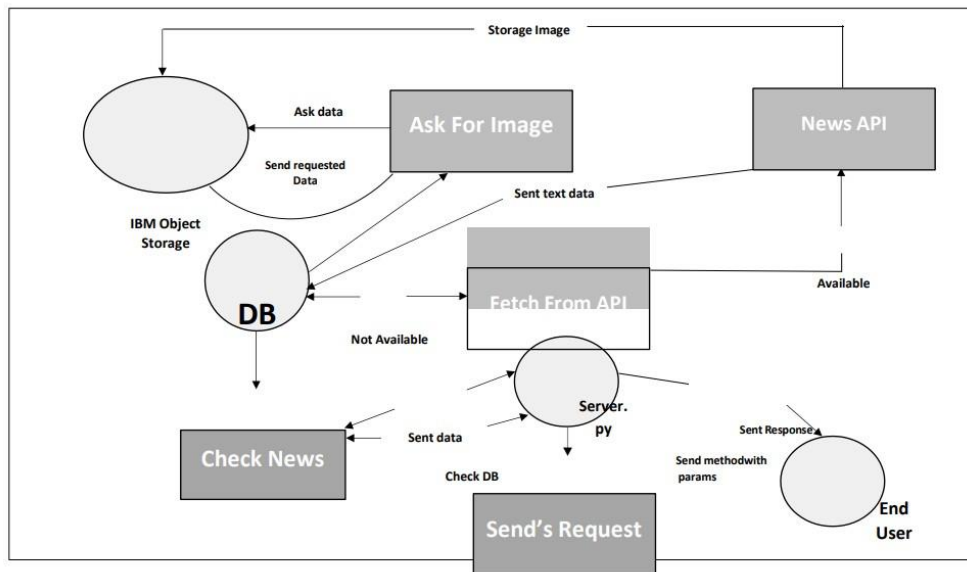 Storage Image
Ask data
Ask For Image
News API
Send requested
Data
Sent text data
IBM Object
Storage
Available
DB
Fetch From API
Not Available
Server.
py
Sent data
Sent Response
Check News
Check DB
Send methodwith
params
End
User
Send's Request